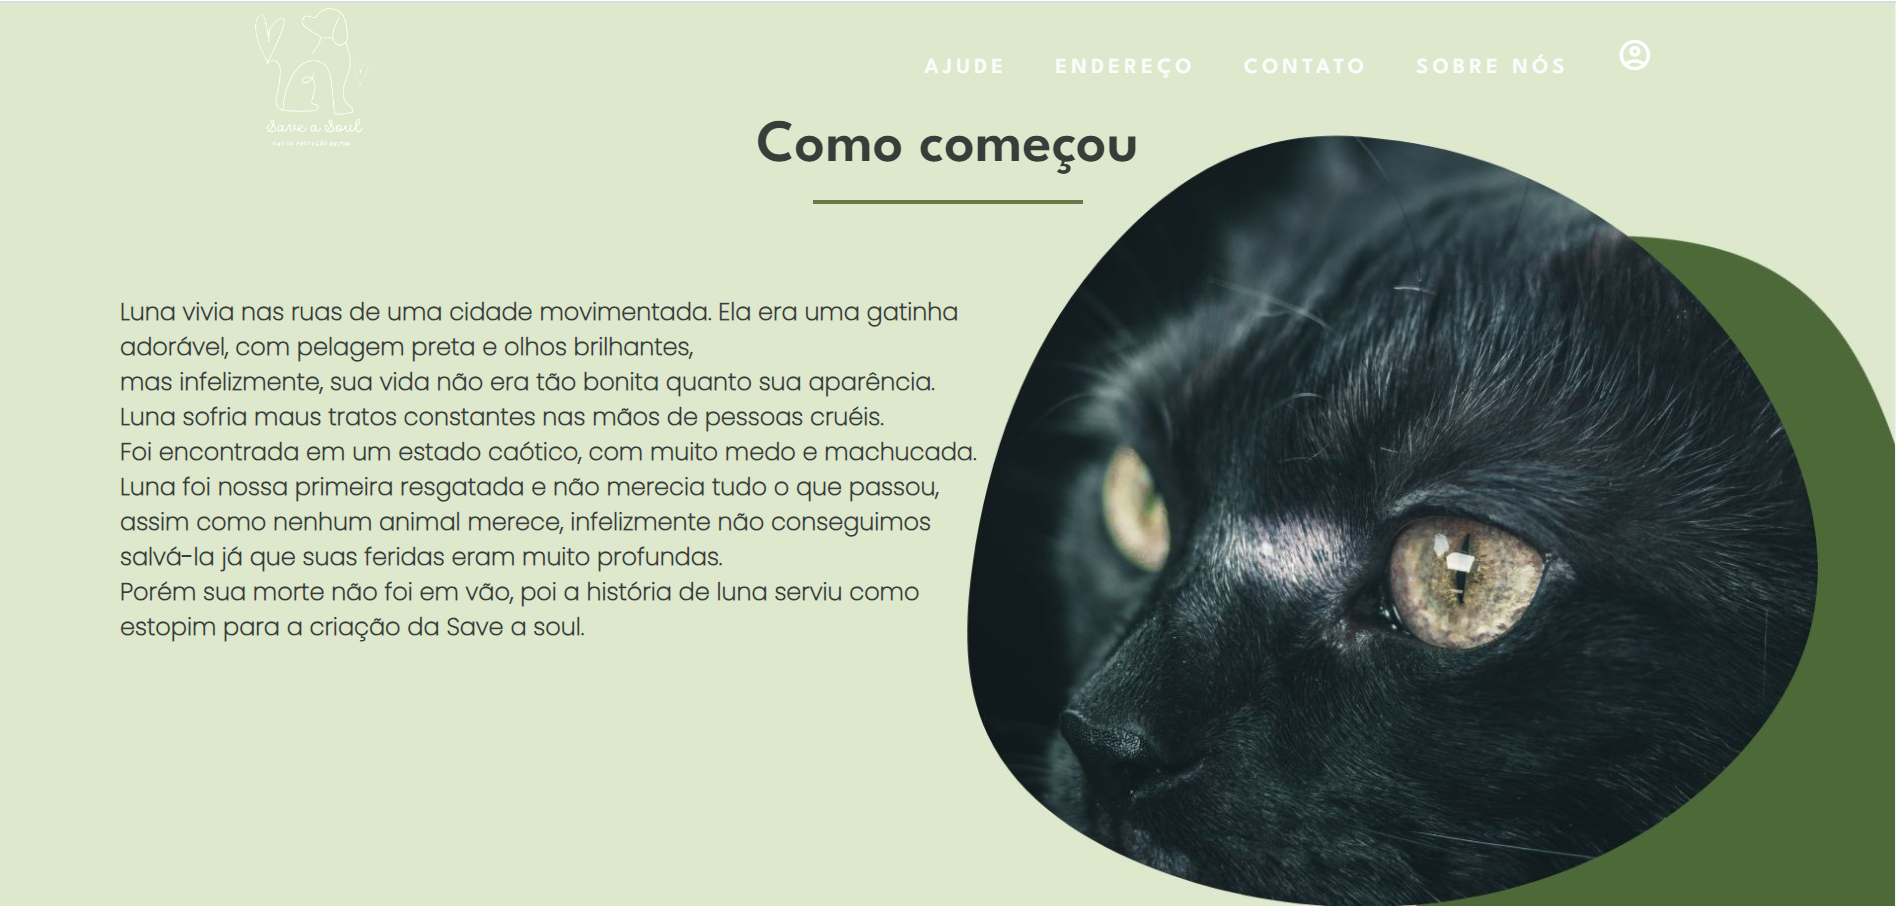 Save a Soul
AJUDE ENDEREÇO CONTATO SOBRE NÓS
Como começou
Luna vivia nas ruas de uma cidade movimentada. Ela era uma gatinha
adorável, com pelagem preta e olhos brilhantes,
mas infelizmente, sua vida não era tão bonita quanto sua aparência.
Luna sofria maus tratos constantes nas mãos de pessoas cruéis.
Foi encontrada em um estado caótico, com muito medo e machucada.
Luna foi nossa primeira resgatada e não merecia tudo o que passou,
assim como nenhum animal merece, infelizmente não conseguimos
salvá-la já que suas feridas eram muito profundas.
Porém sua morte não foi em vão, poi a história de luna serviu como
estopim para a criação da Save a soul.